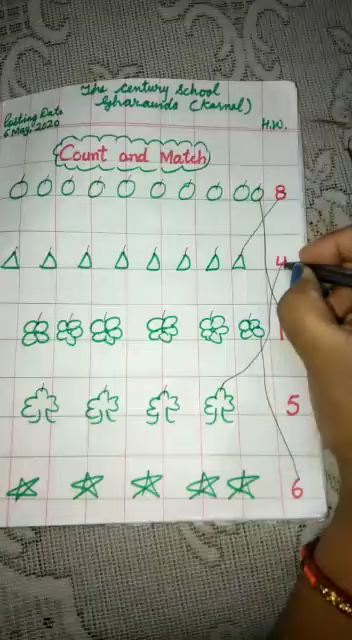 The Century School
Gharaunda (Karnal)
Posting Date
6 May, 2020
H.W.
Count and Match
8
4
5
6